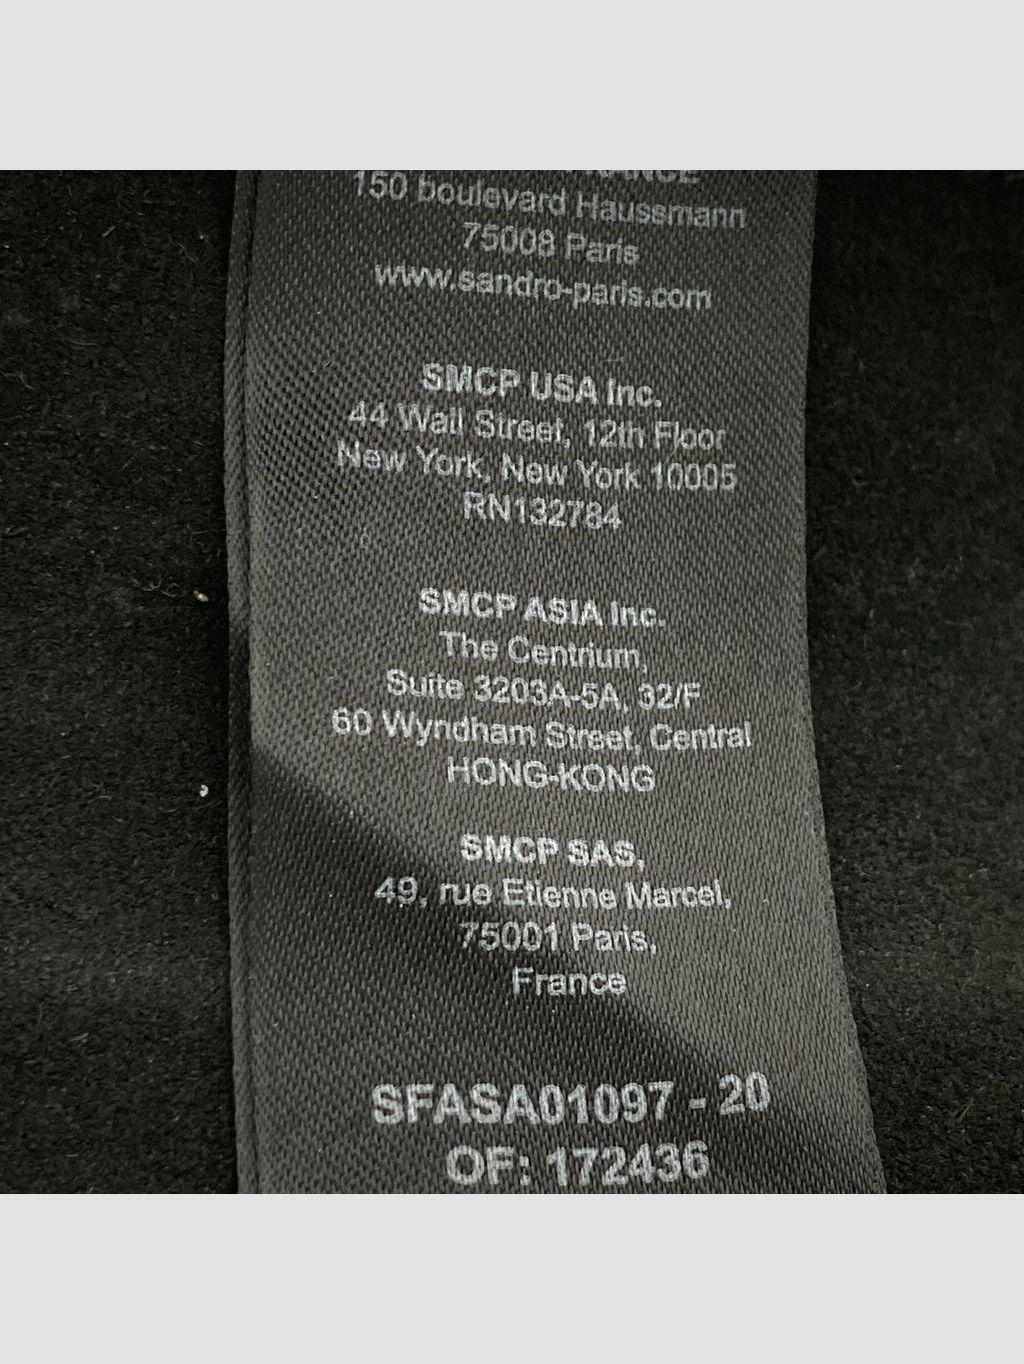 150 boulevard Haussmann
75008 Paris
www.sandro-paris.com
SMCP USA Inc.
44 Wall Street, 12th Floor
New York, New York 10005
RN132784
SMCP ASIA Inc.
The Centrium,
Suite 3203A-5A, 32/F
60 Wyndham Street, Central
HONG-KONG
SMCP SAS,
49, rue Etienne Marcel,
75001 Paris,
France
SFASA01097 - 20
OF: 172436